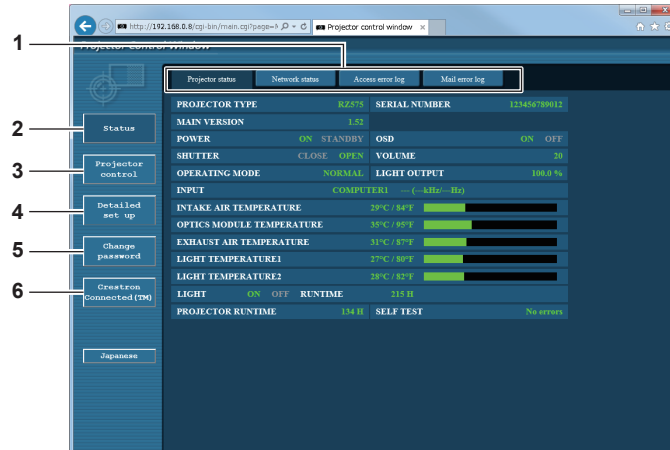 http://192.168.0.8/cgi-bin/main.cgi?page=
Projector control window
1
Projector Control Window
Projector status
Network status
Access error log
Mail error log
PROJECTOR TYPE RZ575 SERIAL NUMBER 123456789012
MAIN VERSION 1.52
2
Status
POWER ON STANDBY OSD ON OFF
SHUTTER CLOSE OPEN VOLUME 20
3
Projector
control
OPERATING MODE NORMAL LIGHT OUTPUT 100.0 %
INPUT COMPUTER1 --- (---kHz/---Hz)
4
Detailed
set up
INTAKE AIR TEMPERATURE 29°C / 84°F
OPTICS MODULE TEMPERATURE 35°C / 95°F
5
Change
password
EXHAUST AIR TEMPERATURE 31°C / 87°F
LIGHT TEMPERATURE1 27°C / 80°F
LIGHT TEMPERATURE2 28°C / 82°F
6
Crestron
Connected(TM)
LIGHT ON OFF RUNTIME 215 H
PROJECTOR RUNTIME 134 H SELF TEST No errors
Japanese